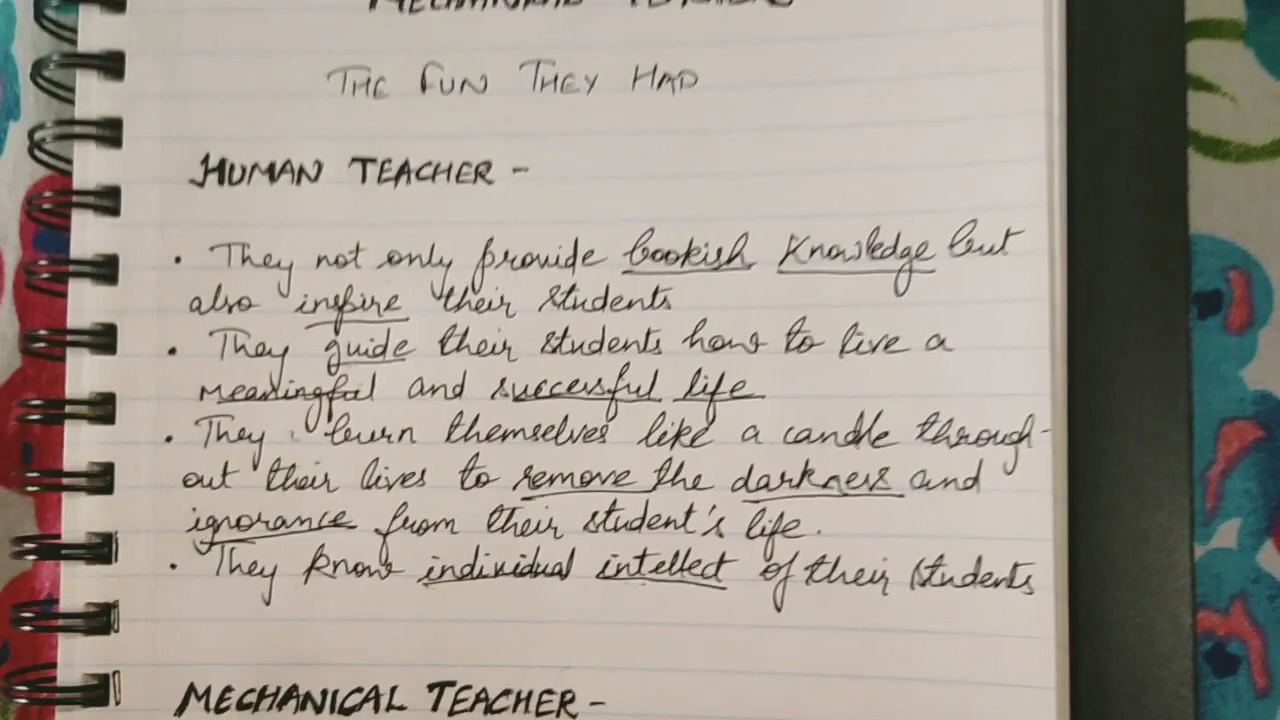 MECHANICAL TEACHER
THE FUN THEY HAD
HUMAN TEACHER -
• They not only provide bookish knowledge but
also inspire their students
• They guide their students how to live a
meaningful and successful life
• They burn themselves like a candle through-
out their lives to remove the darkness and
ignorance from their student's life.
• They know individual intellect of their students
MECHANICAL TEACHER -